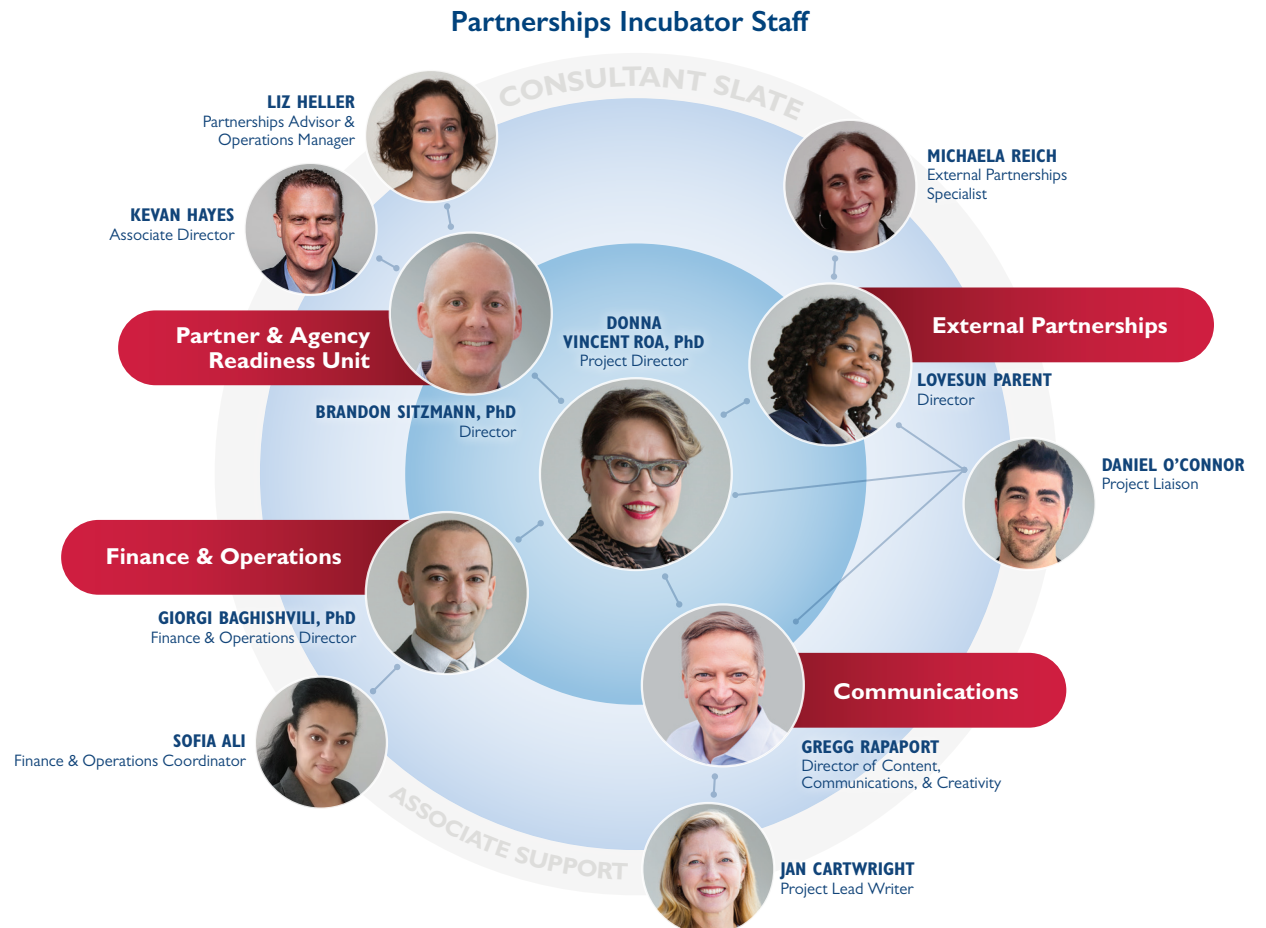 Partnerships Incubator Staff
CONSULTANT SLATE
LIZ HELLER
Partnerships Advisor &
Operations Manager
MICHAELA REICH
External Partnerships
Specialist
KEVAN HAYES
Associate Director
Partner & Agency
Readiness Unit
BRANDON SITZMANN, PhD
Director
DONNA
VINCENT ROA, PhD
Project Director
External Partnerships
LOVESUN PARENT
Director
DANIEL O'CONNOR
Project Liaison
Finance & Operations
GIORGI BAGHISHVILI, PhD
Finance & Operations Director
Communications
GREGG RAPAPORT
Director of Content,
Communications, & Creativity
SOFIA ALI
Finance & Operations Coordinator
ASSOCIATE SUPPORT
JAN CARTWRIGHT
Project Lead Writer